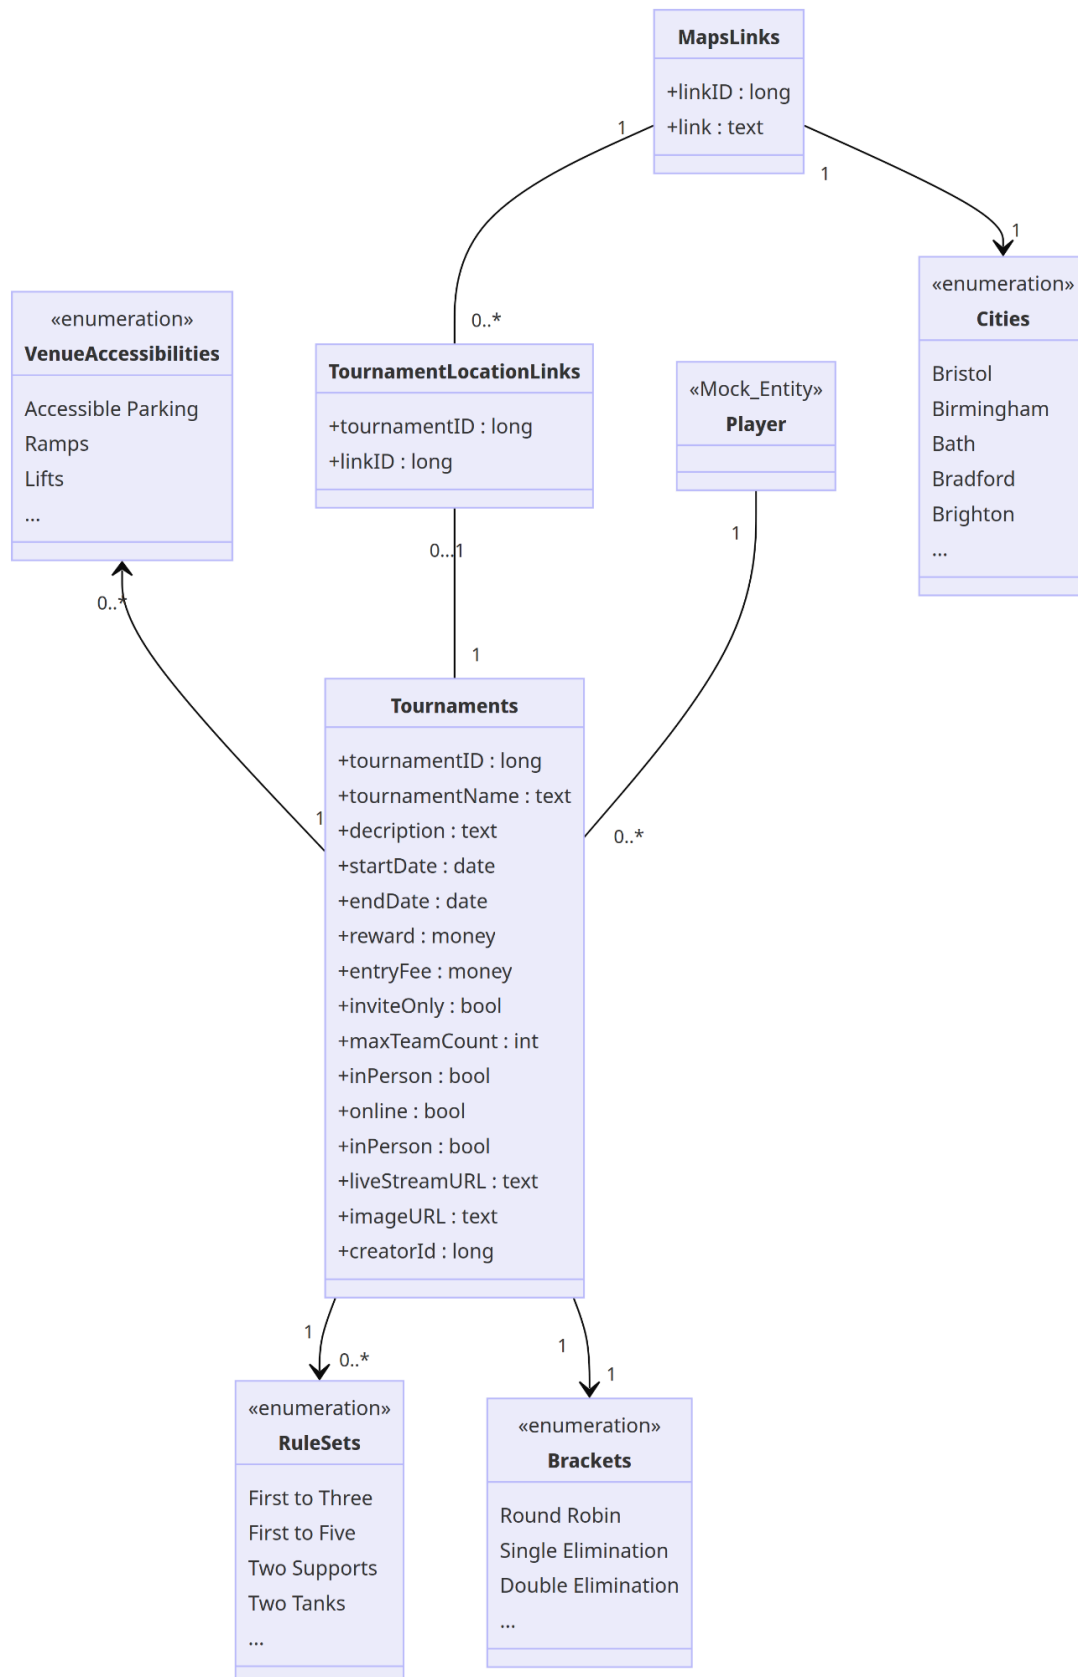 MapsLinks
+linkID : long
+link : text
1
1
0..*
1
«enumeration»
Cities
Bristol
Birmingham
Bath
Bradford
Brighton
...
«enumeration»
VenueAccessibilities
Accessible Parking
Ramps
Lifts
...
0..*
TournamentLocationLinks
+tournamentID : long
+linkID : long
0...1
1
«Mock_Entity»
Player
1
0..*
1
Tournaments
+tournamentID : long
+tournamentName : text
+decription : text
+startDate : date
+endDate : date
+reward : money
+entryFee : money
+inviteOnly : bool
+maxTeamCount : int
+inPerson : bool
+online : bool
+inPerson : bool
+liveStreamURL : text
+imageURL : text
+creatorId : long
1
0..*
1
1
«enumeration»
RuleSets
First to Three
First to Five
Two Supports
Two Tanks
...
«enumeration»
Brackets
Round Robin
Single Elimination
Double Elimination
...